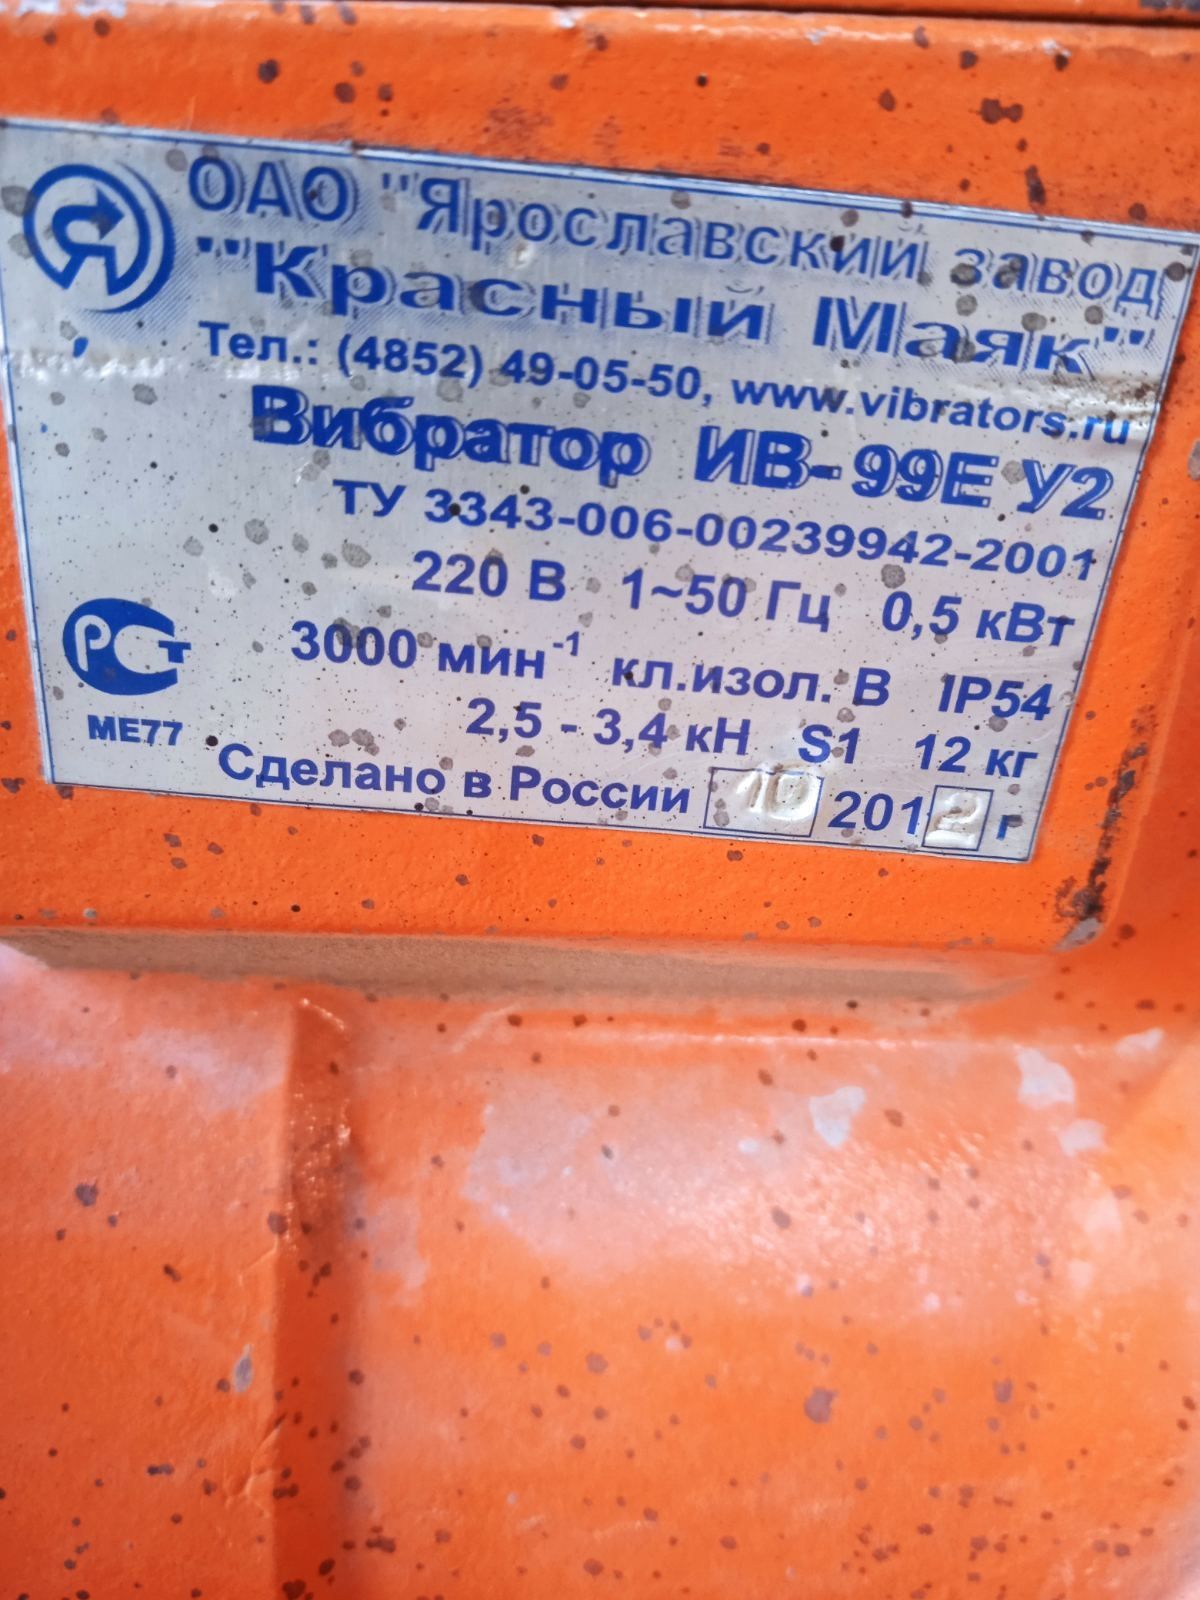 ОАО "Ярославский завод
"Красный Маяк"
Тел.: (4852) 49-05-50, www.vibrators.ru
Вибратор ИВ-99Е У2
ТУ 3343-006-00239942-2001
220 В 1~50 Гц 0,5 кВт
3000 мин⁻¹ кл.изол. В IP54
2,5 - 3,4 кН S1 12 кг
РСТ
МЕ77
Сделано в России 10 2012 г